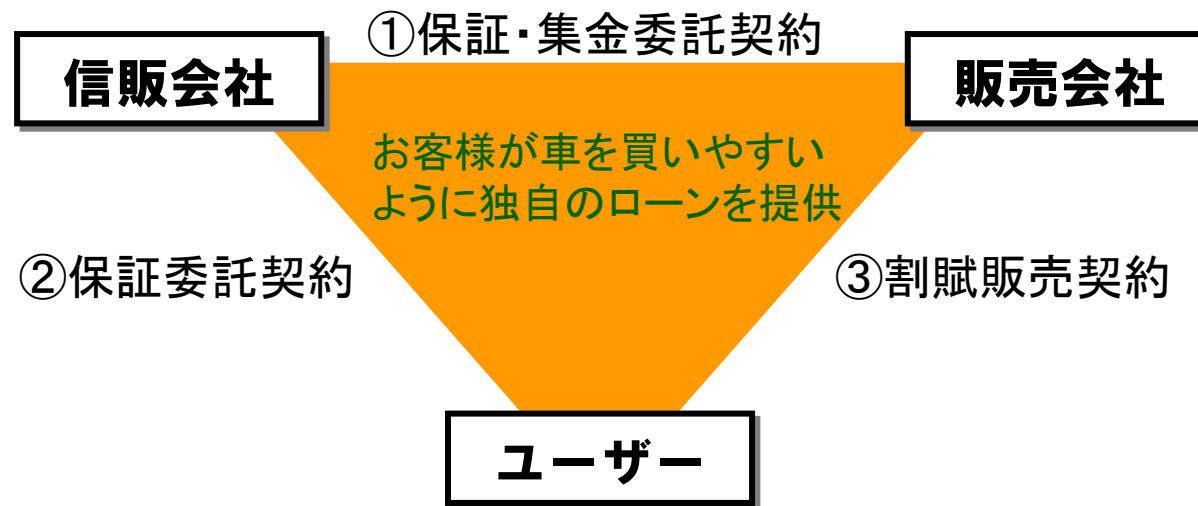 ①保証・集金委託契約
信販会社
販売会社
お客様が車を買いやすい
ように独自のローンを提供
②保証委託契約
③割賦販売契約
ユーザー